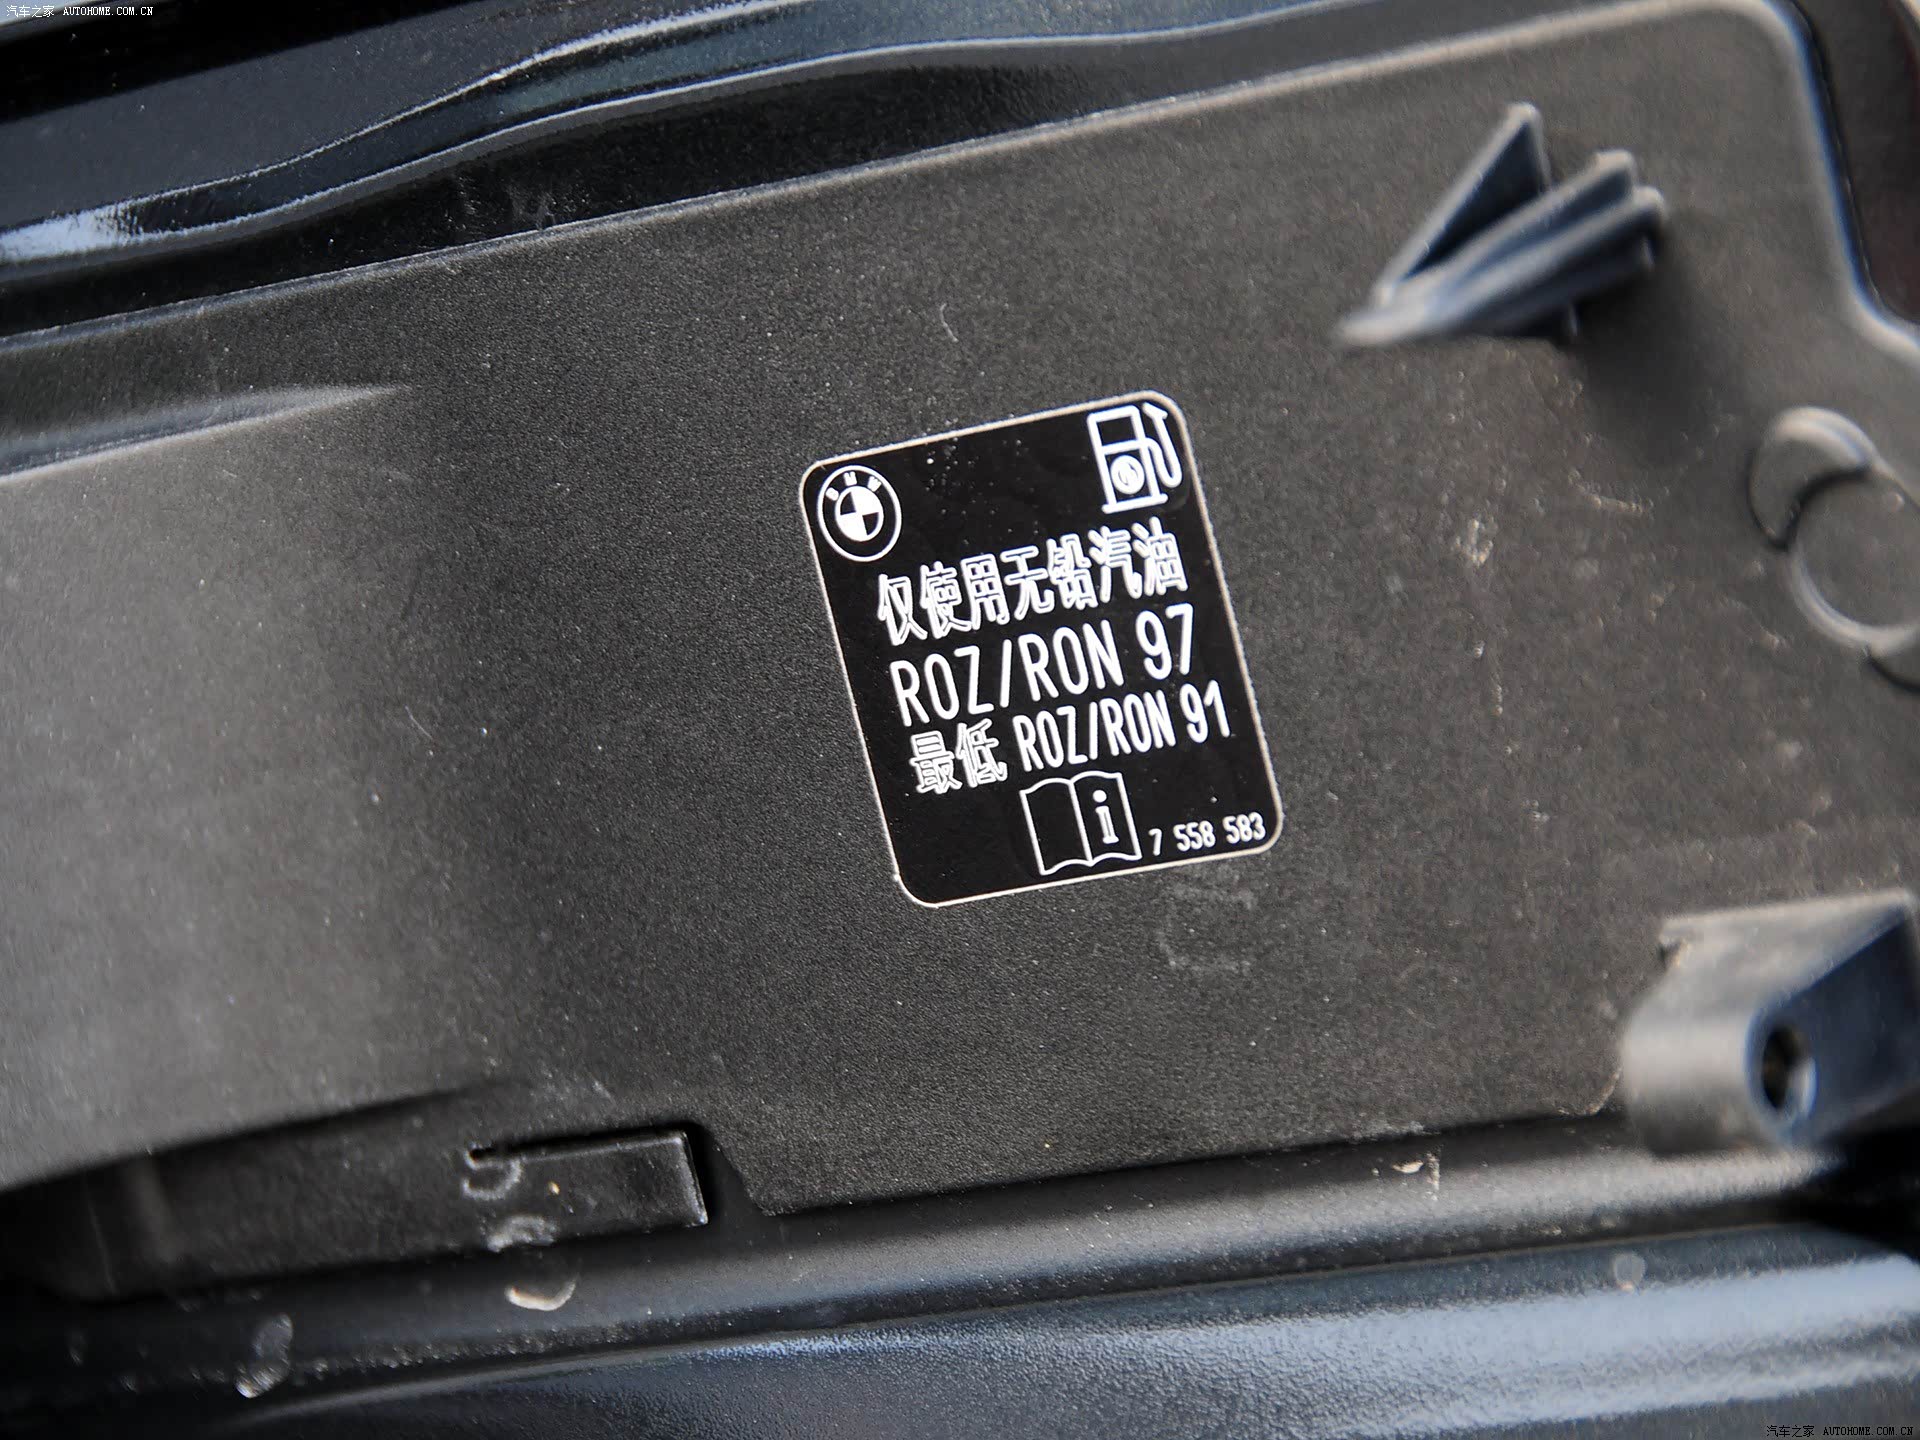 汽车之家 AUTOHOME.COM.CN
BMW
仅使用无铅汽油
ROZ/RON 97
最低 ROZ/RON 91
i
7 558 583
汽车之家 AUTOHOME.COM.CN